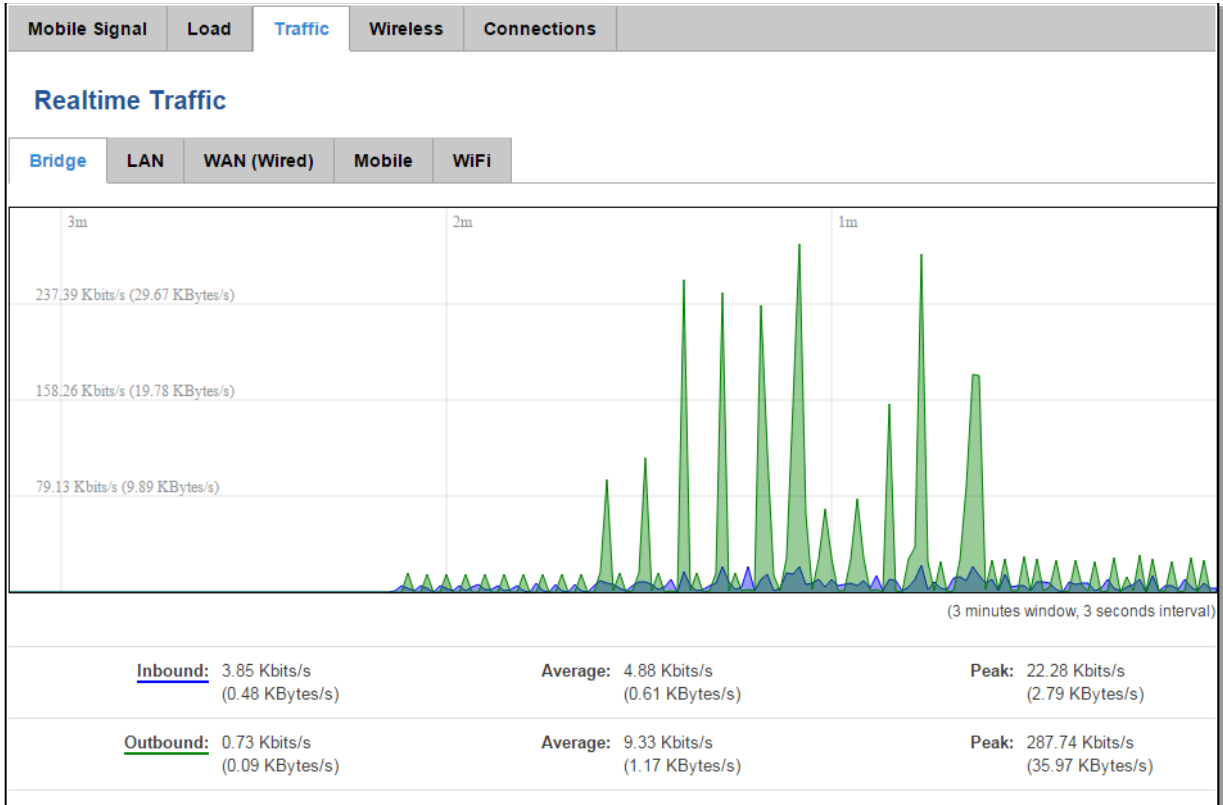 Mobile Signal Load Traffic Wireless Connections
Realtime Traffic
Bridge LAN WAN (Wired) Mobile WiFi
3m 2m 1m
237.39 Kbits/s (29.67 KBytes/s)
158.26 Kbits/s (19.78 KBytes/s)
79.13 Kbits/s (9.89 KBytes/s)
(3 minutes window, 3 seconds interval)
Inbound: 3.85 Kbits/s Average: 4.88 Kbits/s Peak: 22.28 Kbits/s
(0.48 KBytes/s) (0.61 KBytes/s) (2.79 KBytes/s)
Outbound: 0.73 Kbits/s Average: 9.33 Kbits/s Peak: 287.74 Kbits/s
(0.09 KBytes/s) (1.17 KBytes/s) (35.97 KBytes/s)